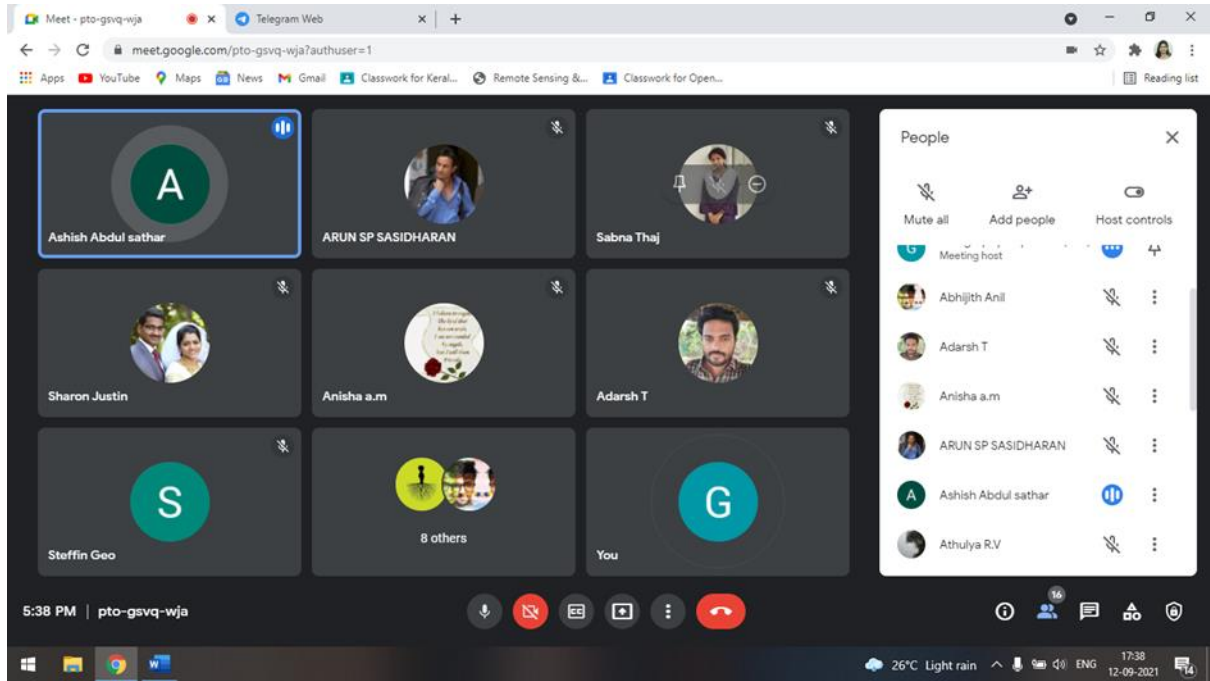 Meet - pto-gsvq-wja
Telegram Web
meet.google.com/pto-gsvq-wja?authuser=1
Apps YouTube Maps News Gmail Classwork for Keral... Remote Sensing &... Classwork for Open... Reading list
A
Ashish Abdul sathar
ARUN SP SASIDHARAN
Sabna Thaj
Sharon Justin
Anisha a.m
Adarsh T
S
Steffin Geo
8 others
G
You
People
Mute all Add people Host controls
G
Meeting host
Abhijith Anil
Adarsh T
Anisha a.m
ARUN SP SASIDHARAN
A Ashish Abdul sathar
Athulya R.V
5:38 PM | pto-gsvq-wja
CC
16
26°C Light rain ENG
17:38
12-09-2021
14